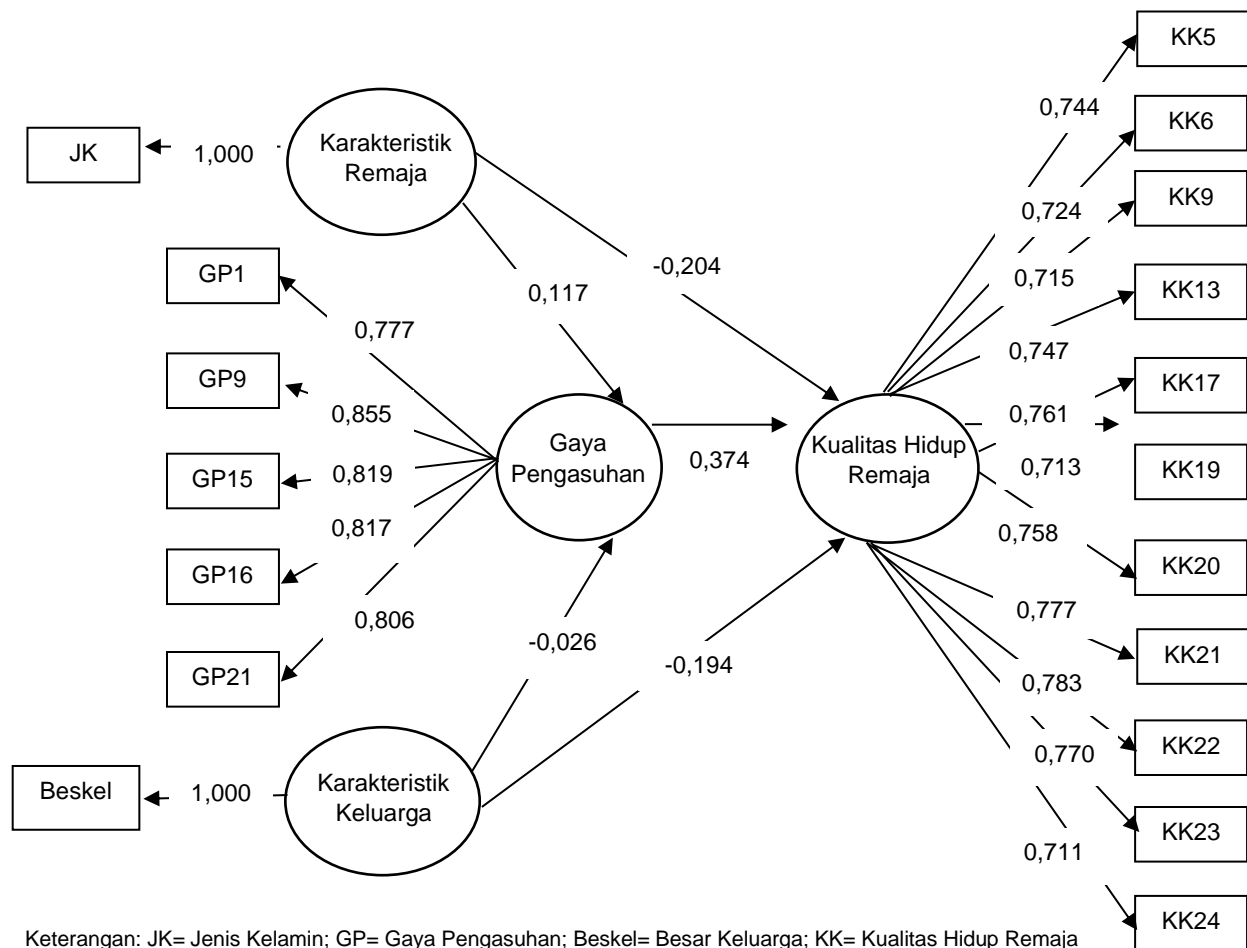 KK5
0,744
JK
1,000
Karakteristik
Remaja
KK6
0,724
KK9
0,715
GP1
0,777
0,117
-0,204
KK13
0,747
GP9
0,855
KK17
0,761
Gaya
Pengasuhan
0,374
Kualitas Hidup
Remaja
GP15
0,819
0,713
KK19
GP16
0,817
0,758
KK20
GP21
0,806
-0,026
-0,194
0,777
KK21
0,783
KK22
Beskel
1,000
Karakteristik
Keluarga
0,770
KK23
0,711
KK24
Keterangan: JK= Jenis Kelamin; GP= Gaya Pengasuhan; Beskel= Besar Keluarga; KK= Kualitas Hidup Remaja